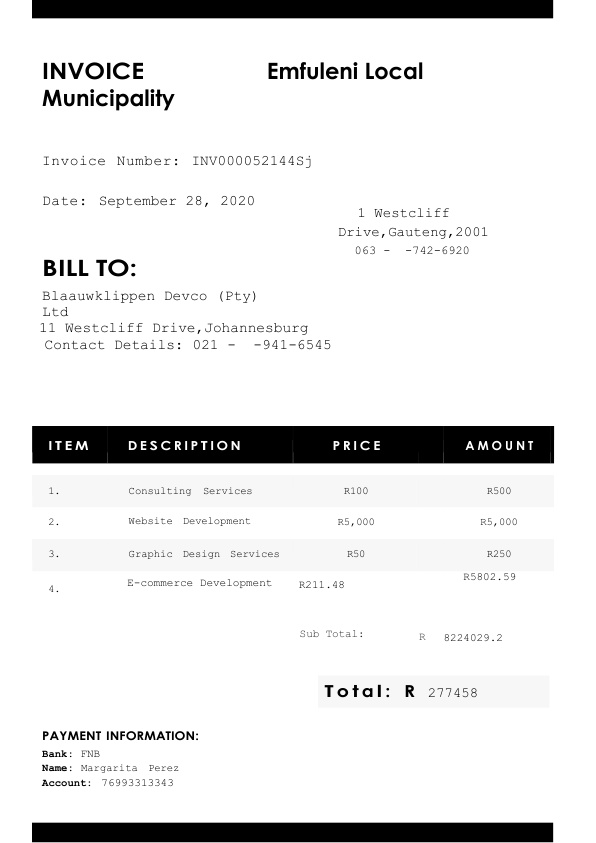 INVOICE Emfuleni Local
Municipality
Invoice Number: INV000052144Sj
Date: September 28, 2020
1 Westcliff
Drive,Gauteng,2001
063 - -742-6920
BILL TO:
Blaauwklippen Devco (Pty)
Ltd
11 Westcliff Drive,Johannesburg
Contact Details: 021 - -941-6545
ITEM DESCRIPTION PRICE AMOUNT
1. Consulting Services R100 R500
2. Website Development R5,000 R5,000
3. Graphic Design Services R50 R250
4. E-commerce Development R211.48 R5802.59
Sub Total: R 8224029.2
Total: R 277458
PAYMENT INFORMATION:
Bank: FNB
Name: Margarita Perez
Account: 76993313343